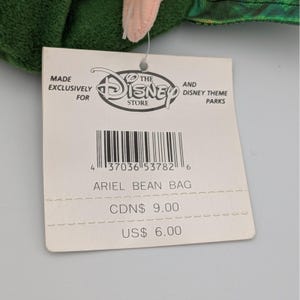 MADE EXCLUSIVELY FOR
THE
DISNEY
STORE
AND DISNEY THEME PARKS
4 37036 53782 6
ARIEL BEAN BAG
CDN$ 9.00
US$ 6.00